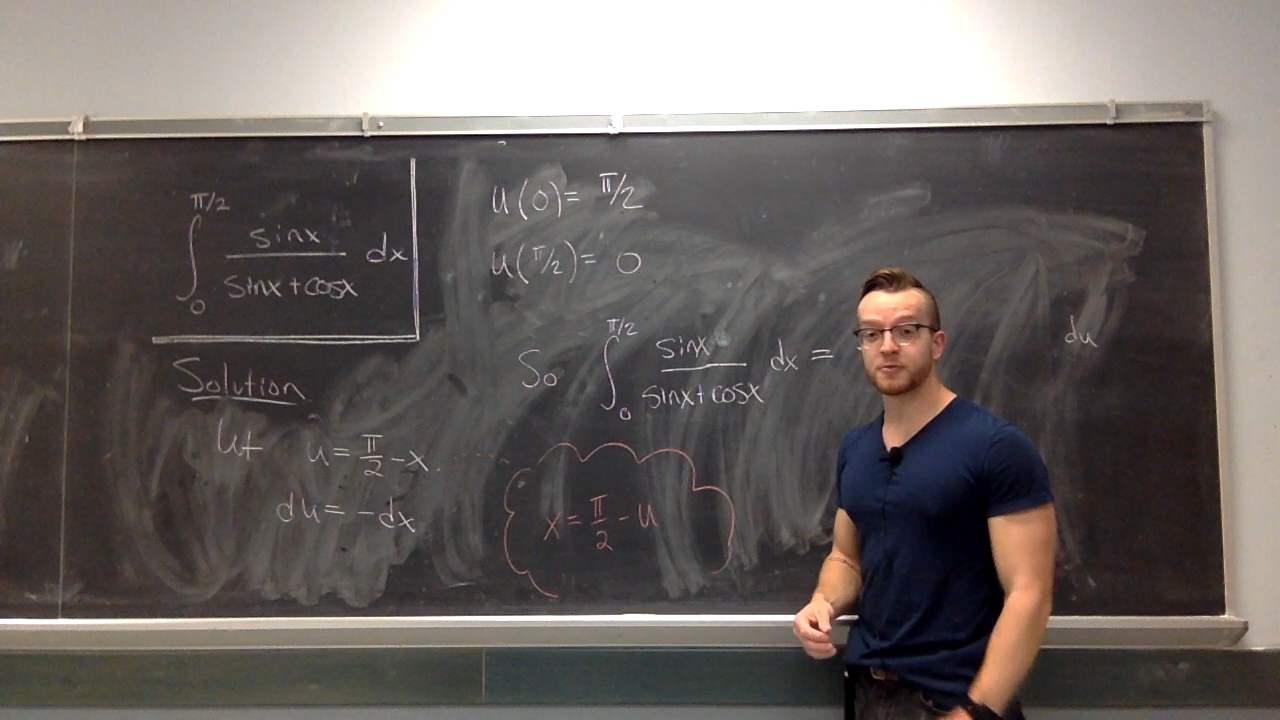 ∫₀^{π/2} sinx / (sinx + cosx) dx
Solution
Let u = π/2 - x
du = -dx
u(0) = π/2
u(π/2) = 0
So ∫₀^{π/2} sinx / (sinx + cosx) dx =
du
x = π/2 - u